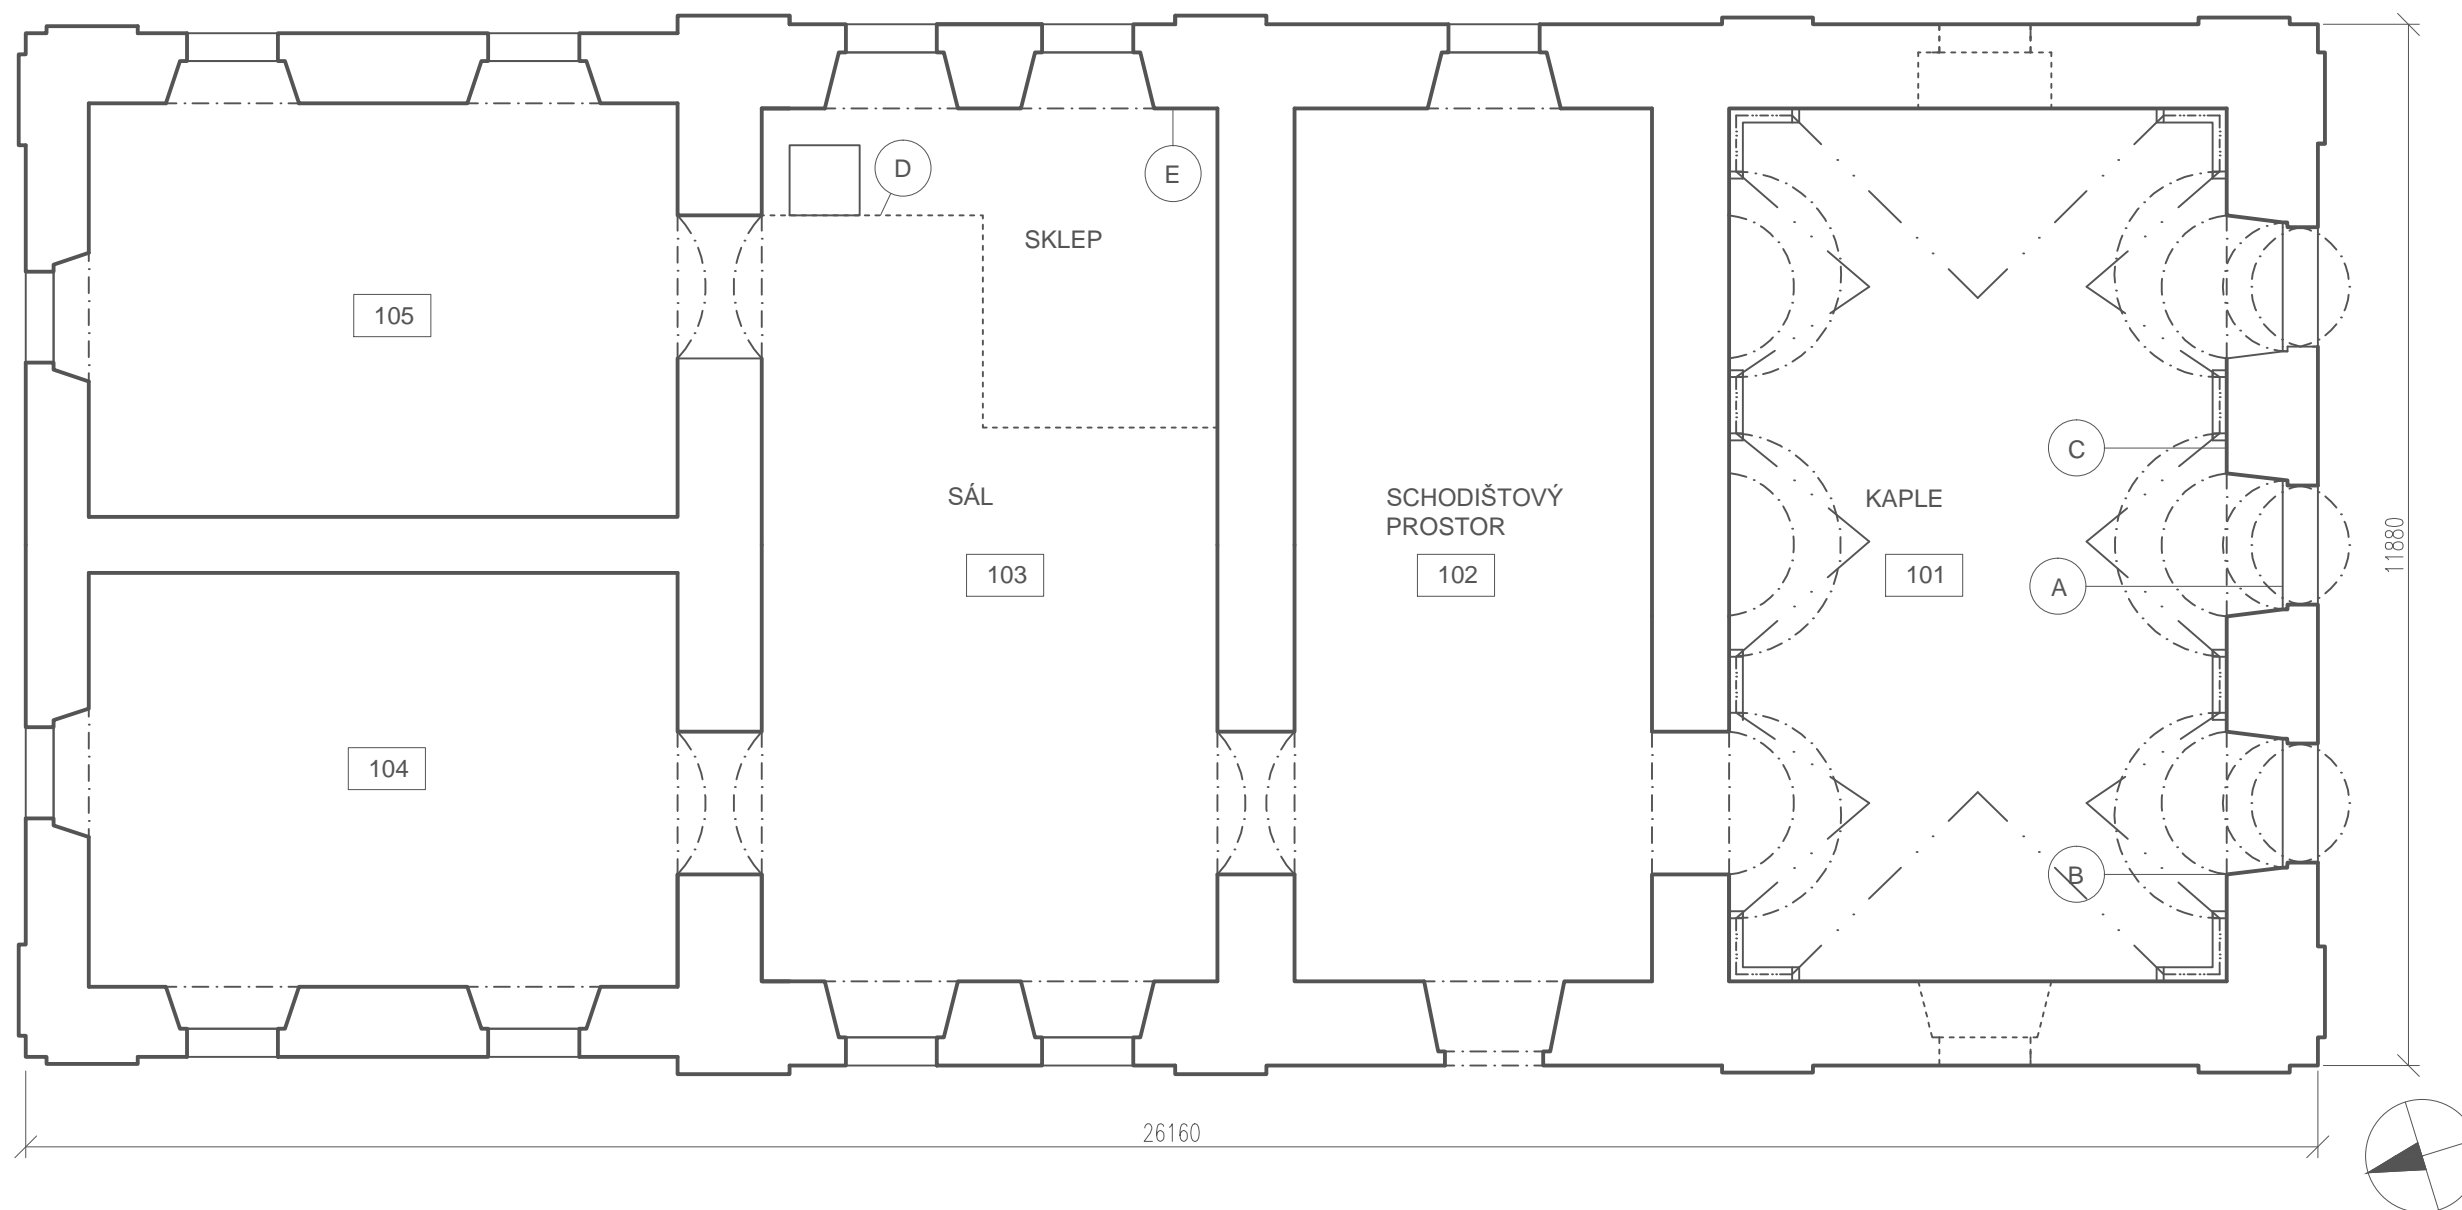 D
E
SKLEP
105
C
SÁL
SCHODIŠTOVÝ
PROSTOR
KAPLE
11880
103
102
101
A
104
B
26160